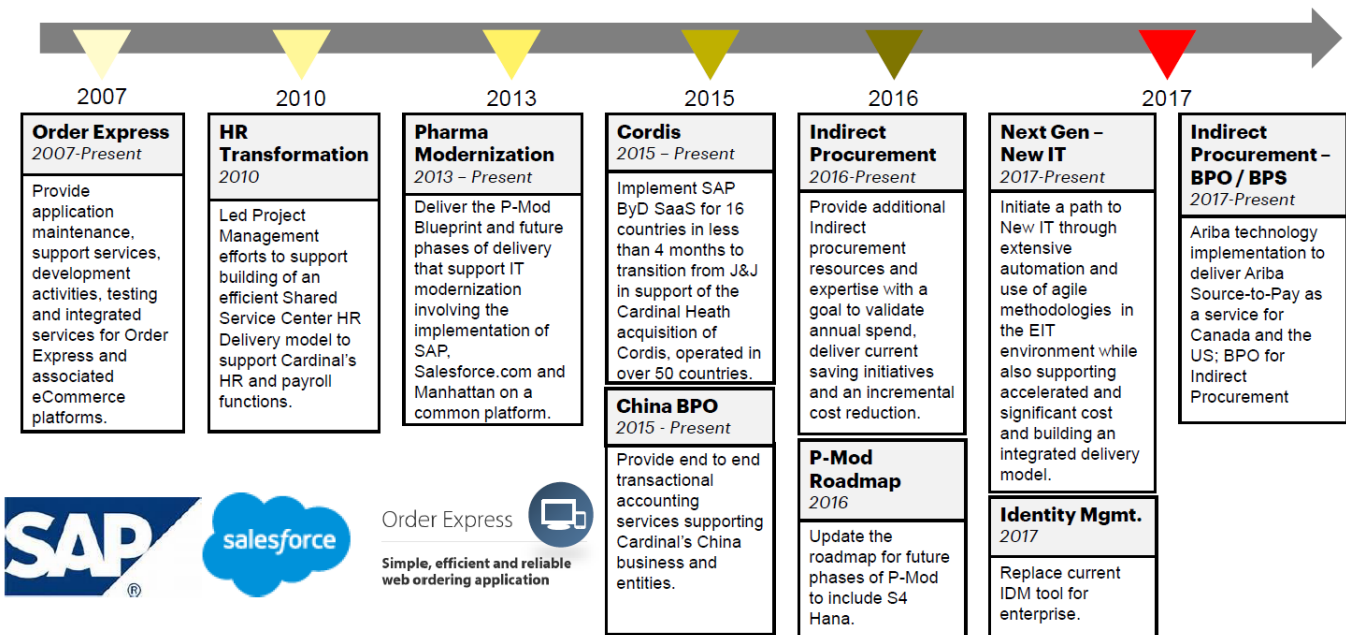 2007
2010
2013
2015
2016
2017
Order Express
2007-Present
Provide
application
maintenance,
support services,
development
activities, testing
and integrated
services for Order
Express and
associated
eCommerce
platforms.
HR
Transformation
2010
Led Project
Management
efforts to support
building of an
efficient Shared
Service Center HR
Delivery model to
support Cardinal's
HR and payroll
functions.
Pharma
Modernization
2013 – Present
Deliver the P-Mod
Blueprint and future
phases of delivery
that support IT
modernization
involving the
implementation of
SAP,
Salesforce.com and
Manhattan on a
common platform.
Cordis
2015 – Present
Implement SAP
ByD SaaS for 16
countries in less
than 4 months to
transition from J&J
in support of the
Cardinal Heath
acquisition of
Cordis, operated in
over 50 countries.
China BPO
2015 - Present
Provide end to end
transactional
accounting
services supporting
Cardinal's China
business and
entities.
Indirect
Procurement
2016-Present
Provide additional
Indirect
procurement
resources and
expertise with a
goal to validate
annual spend,
deliver current
saving initiatives
and an incremental
cost reduction.
P-Mod
Roadmap
2016
Update the
roadmap for future
phases of P-Mod
to include S4
Hana.
Next Gen –
New IT
2017-Present
Initiate a path to
New IT through
extensive
automation and
use of agile
methodologies in
the EIT
environment while
also supporting
accelerated and
significant cost
and building an
integrated delivery
model.
Identity Mgmt.
2017
Replace current
IDM tool for
enterprise.
Indirect
Procurement –
BPO / BPS
2017-Present
Ariba technology
implementation to
deliver Ariba
Source-to-Pay as
a service for
Canada and the
US; BPO for
Indirect
Procurement
SAP ®
salesforce
Order Express
Simple, efficient and reliable
web ordering application